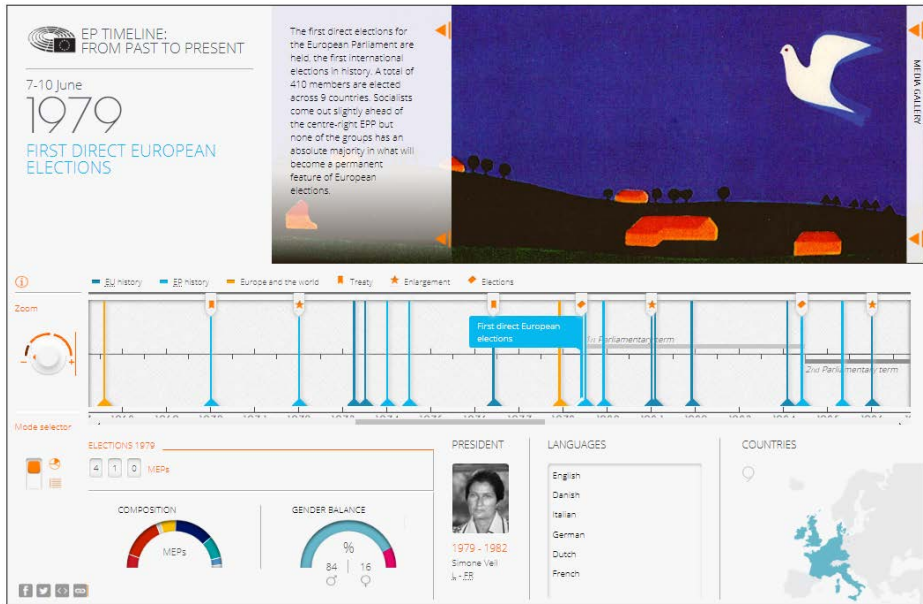 EP TIMELINE:
FROM PAST TO PRESENT
7-10 June
1979
FIRST DIRECT EUROPEAN
ELECTIONS
The first direct elections for
the European Parliament are
held, the first international
elections in history. A total of
410 members are elected
across 9 countries. Socialists
come out slightly ahead of
the centre-right EPP but
none of the groups has an
absolute majority in what will
become a permanent
feature of European
elections.
MEDIA GALLERY
EU history
EP history
Europe and the world
Treaty
Enlargement
Elections
Zoom
First direct European
elections
Parliamentary term
2nd Parliamentary term
Mode selector
ELECTIONS 1979
4 1 0 MEPs
COMPOSITION
MEPs
GENDER BALANCE
%
84 16
PRESIDENT
1979 - 1982
Simone Veil
L - FR
LANGUAGES
English
Danish
Italian
German
Dutch
French
COUNTRIES